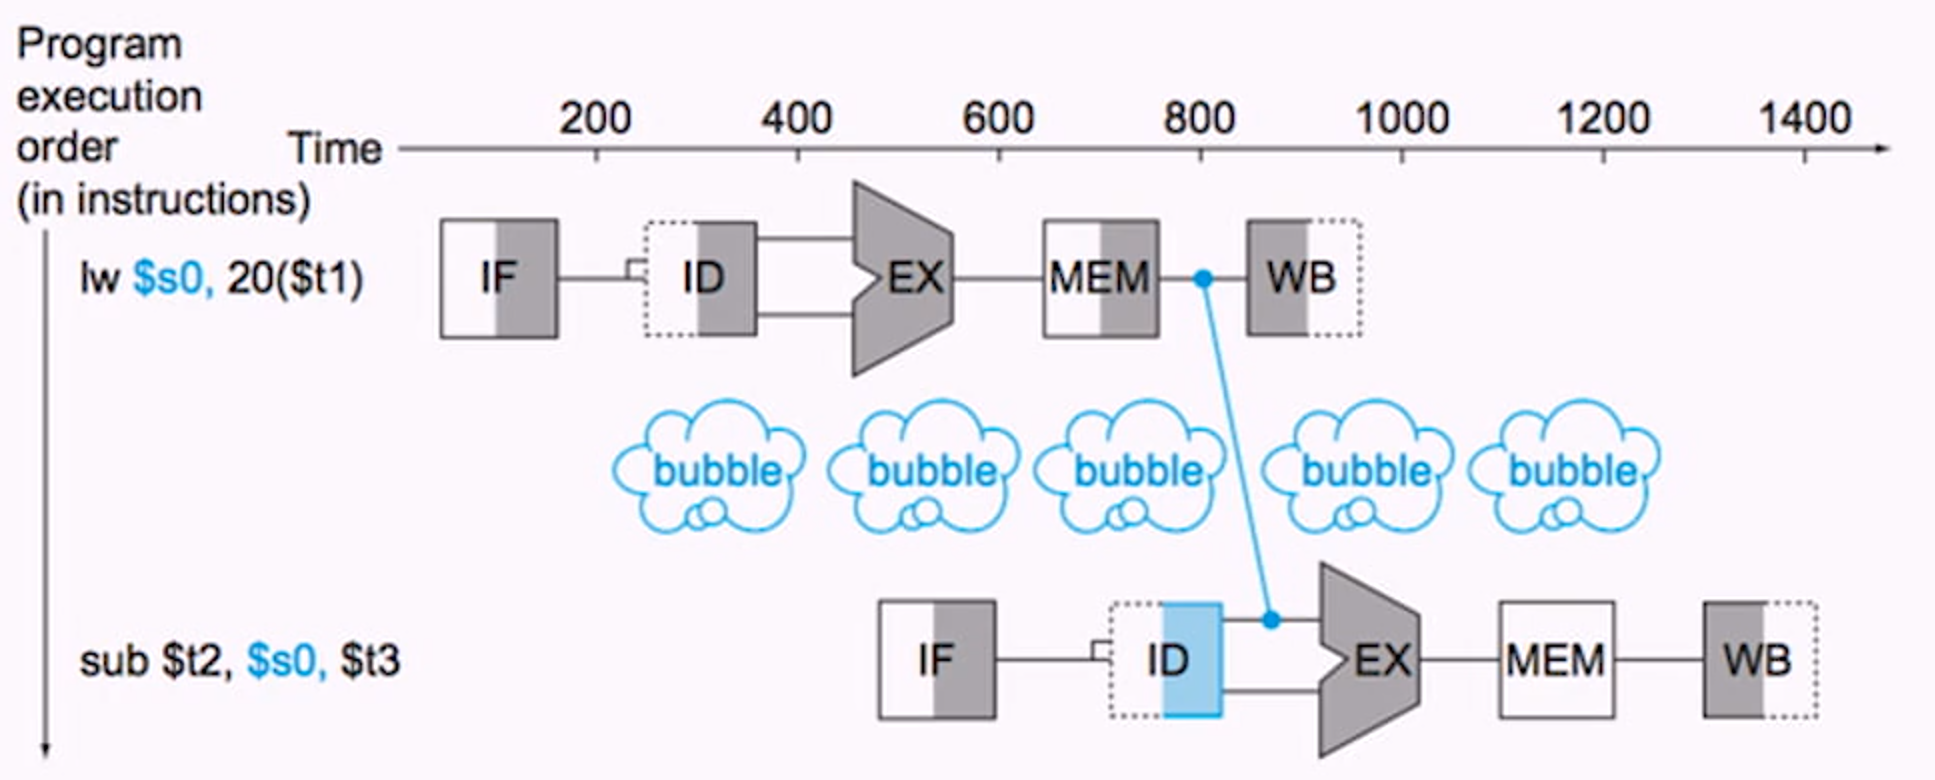 Program
execution
order
(in instructions)
Time
200 400 600 800 1000 1200 1400
lw $s0, 20($t1)
IF ID EX MEM WB
bubble bubble bubble bubble bubble
sub $t2, $s0, $t3
IF ID EX MEM WB